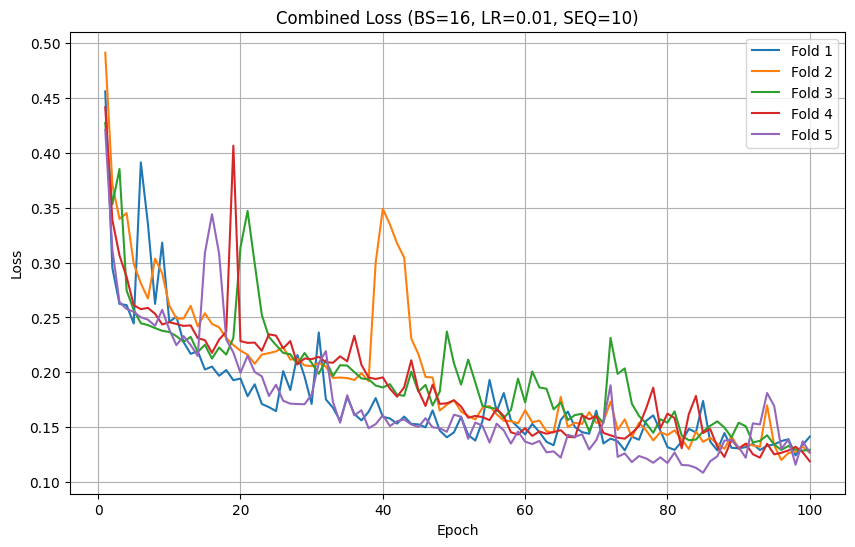 Combined Loss (BS=16, LR=0.01, SEQ=10)
Fold 1
Fold 2
Fold 3
Fold 4
Fold 5
Loss
0.50
0.45
0.40
0.35
0.30
0.25
0.20
0.15
0.10
0
20
40
60
80
100
Epoch